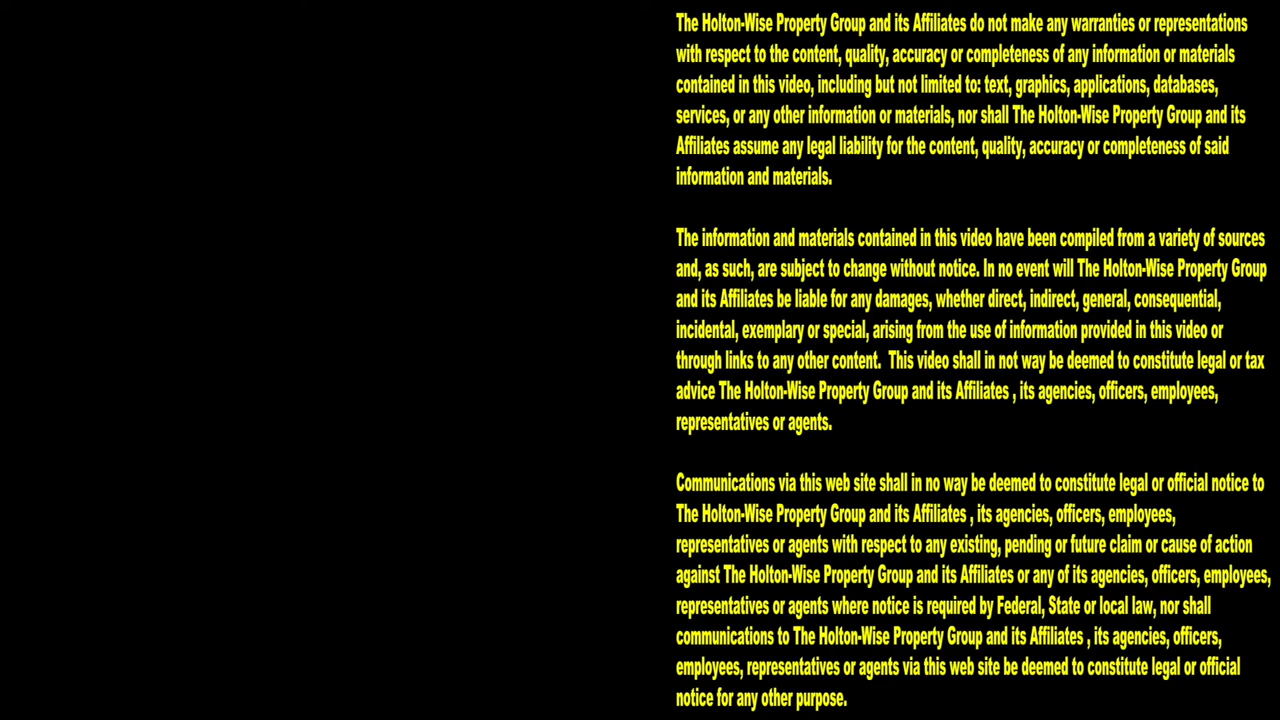 The Holton-Wise Property Group and its Affiliates do not make any warranties or representations
with respect to the content, quality, accuracy or completeness of any information or materials
contained in this video, including but not limited to: text, graphics, applications, databases,
services, or any other information or materials, nor shall The Holton-Wise Property Group and its
Affiliates assume any legal liability for the content, quality, accuracy or completeness of said
information and materials.
The information and materials contained in this video have been compiled from a variety of sources
and, as such, are subject to change without notice. In no event will The Holton-Wise Property Group
and its Affiliates be liable for any damages, whether direct, indirect, general, consequential,
incidental, exemplary or special, arising from the use of information provided in this video or
through links to any other content.  This video shall in not way be deemed to constitute legal or tax
advice The Holton-Wise Property Group and its Affiliates , its agencies, officers, employees,
representatives or agents.
Communications via this web site shall in no way be deemed to constitute legal or official notice to
The Holton-Wise Property Group and its Affiliates , its agencies, officers, employees,
representatives or agents with respect to any existing, pending or future claim or cause of action
against The Holton-Wise Property Group and its Affiliates or any of its agencies, officers, employees,
representatives or agents where notice is required by Federal, State or local law, nor shall
communications to The Holton-Wise Property Group and its Affiliates , its agencies, officers,
employees, representatives or agents via this web site be deemed to constitute legal or official
notice for any other purpose.